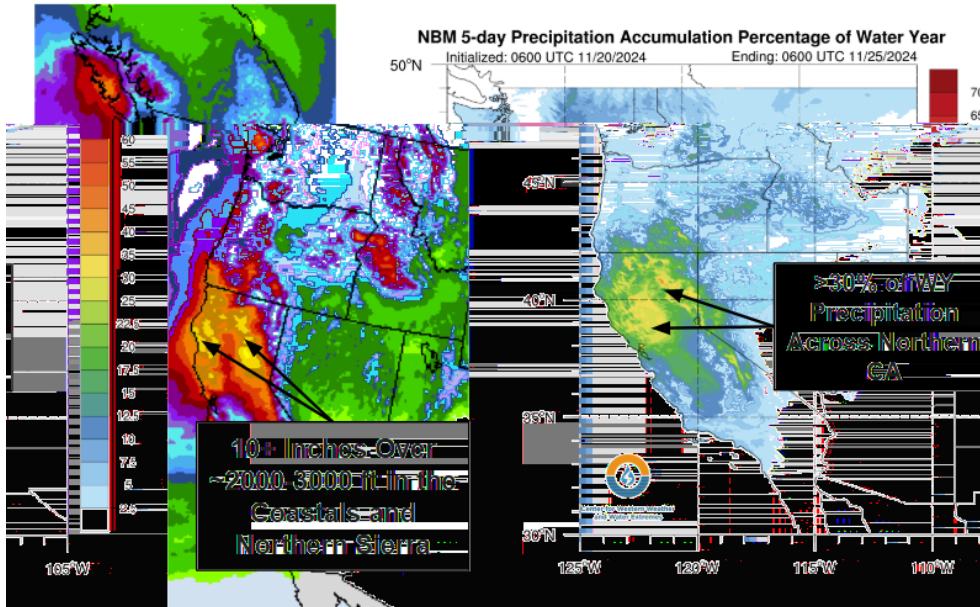 NBM 5-day Precipitation Accumulation Percentage of Water Year
Initialized: 0600 UTC 11/20/2024
Ending: 0600 UTC 11/25/2024
50°N
70
65
60
55
50
45
40
35
30
25
22.5
20
17.5
15
12.5
10
7.5
5
2.5
45°N
40°N
35°N
30°N
>30% of WY
Precipitation
Across Northern
CA
10+ Inches Over
~2000-3000 ft in the
Coastals and
Northern Sierra
Center for Western Weather
and Water Extremes
125°W
120°W
115°W
110°W